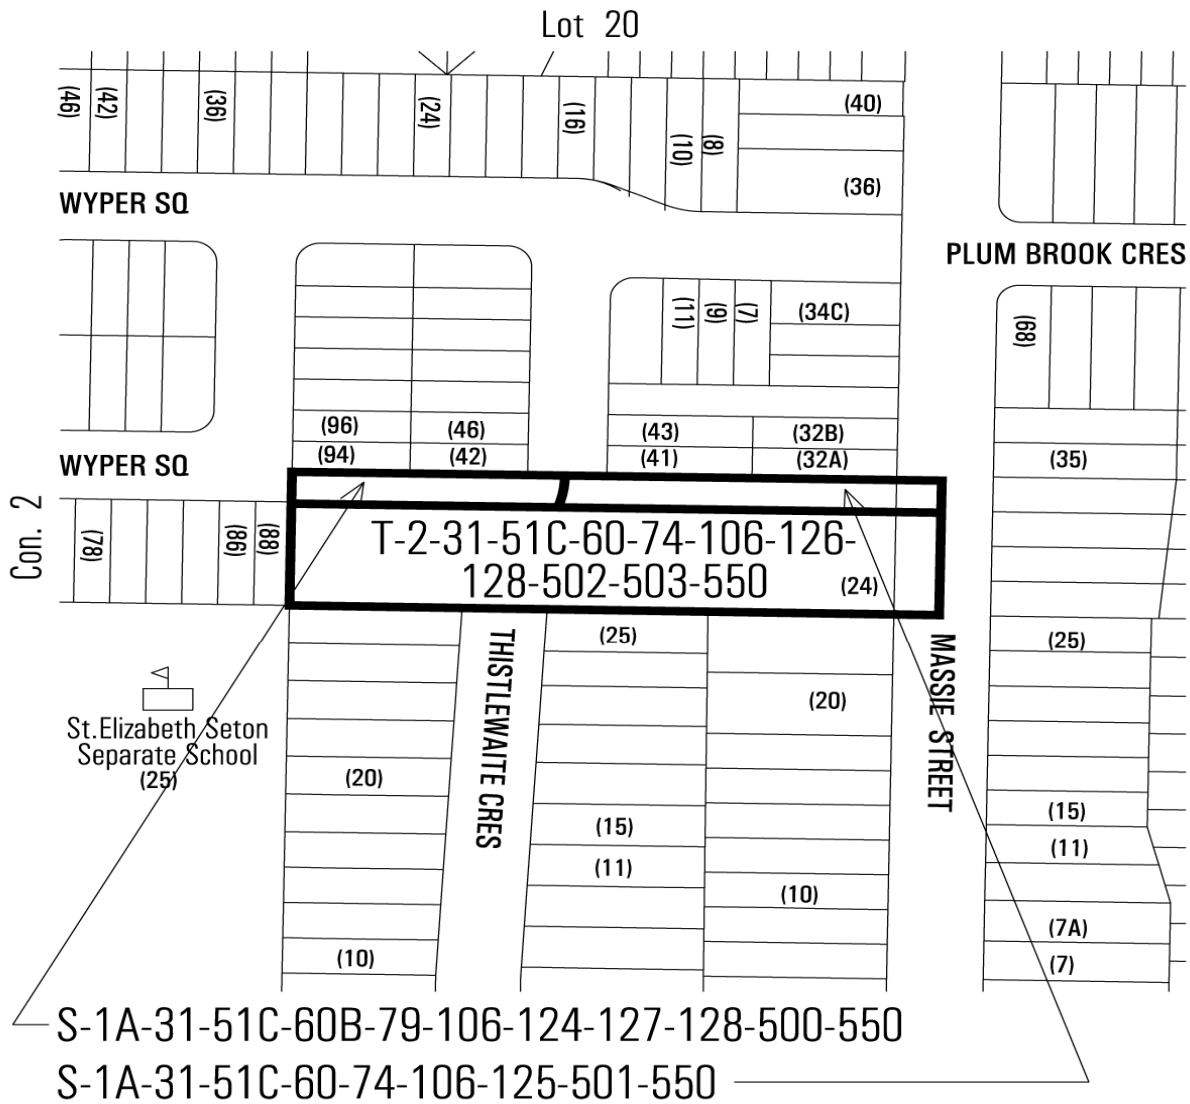 Lot 20
(46)
(42)
(36)
(24)
(16)
(10)
(8)
(40)
(36)
WYPER SQ
PLUM BROOK CRES
(11)
(9)
(7)
(34C)
(68)
(96)
(46)
(43)
(32B)
(94)
(42)
(41)
(32A)
(35)
WYPER SQ
Con. 2
(78)
(86)
(88)
T-2-31-51C-60-74-106-126-
128-502-503-550
(24)
THISTLEWAITE CRES
MASSIE STREET
(25)
(25)
St.Elizabeth Seton
Separate School
(25)
(20)
(20)
(15)
(15)
(11)
(11)
(10)
(7A)
(10)
(7)
S-1A-31-51C-60B-79-106-124-127-128-500-550
S-1A-31-51C-60-74-106-125-501-550